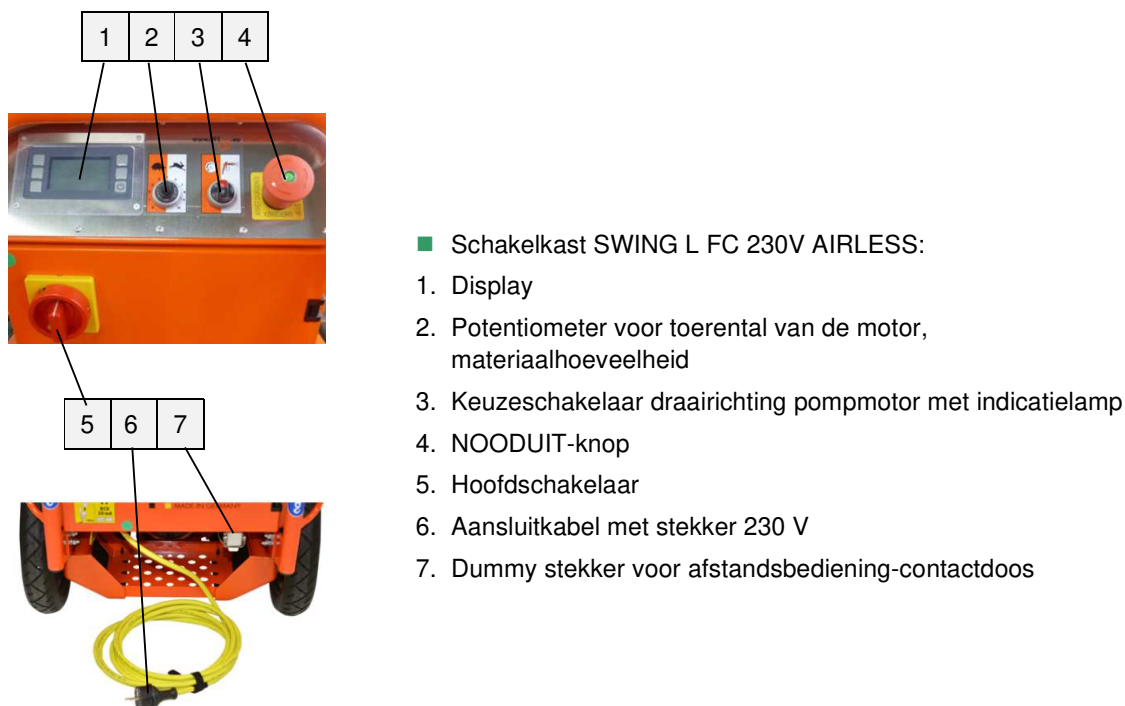 1 2 3 4
■ Schakelkast SWING L FC 230V AIRLESS:
1. Display
2. Potentiometer voor toerental van de motor,
materiaalhoeveelheid
3. Keuzeschakelaar draairichting pompmotor met indicatielamp
4. NOODUIT-knop
5. Hoofdschakelaar
6. Aansluitkabel met stekker 230 V
7. Dummy stekker voor afstandsbediening-contactdoos
5 6 7
MADE IN GERMANY